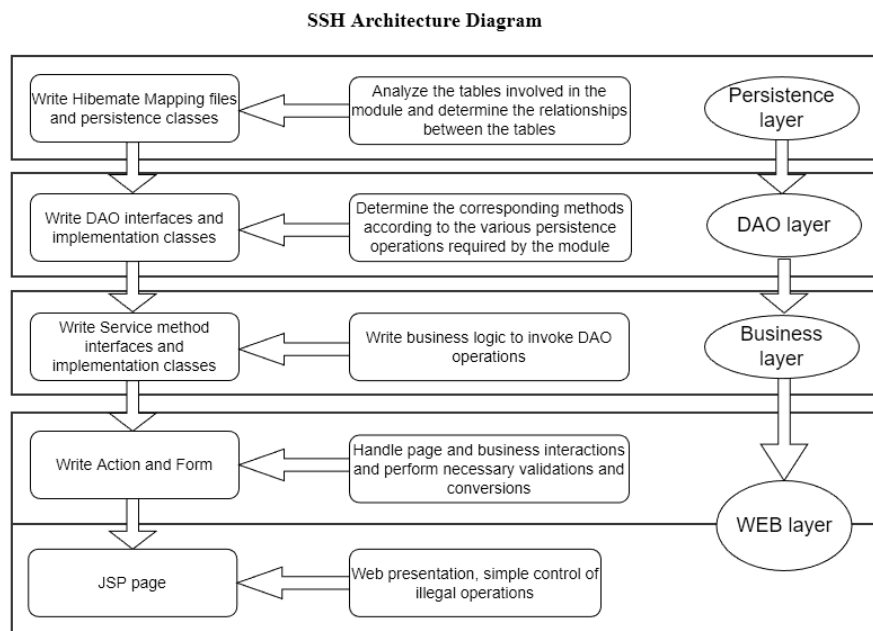 SSH Architecture Diagram
Write Hibemate Mapping files
and persistence classes
Analyze the tables involved in the
module and determine the relationships
between the tables
Persistence
layer
Write DAO interfaces and
implementation classes
Determine the corresponding methods
according to the various persistence
operations required by the module
DAO layer
Write Service method
interfaces and
implementation classes
Write business logic to invoke DAO
operations
Business
layer
Write Action and Form
Handle page and business interactions
and perform necessary validations and
conversions
WEB layer
JSP page
Web presentation, simple control of
illegal operations